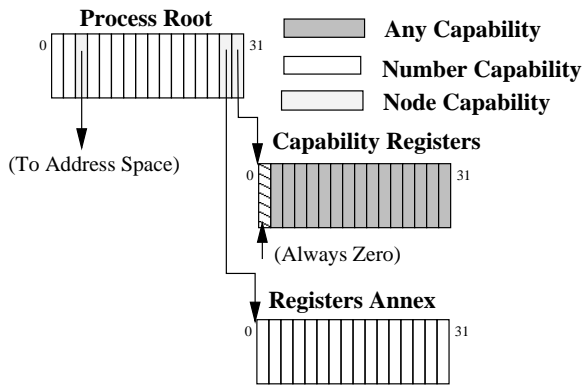 Process Root
0
31
Any Capability
Number Capability
Node Capability
(To Address Space)
Capability Registers
0
31
(Always Zero)
Registers Annex
0
31